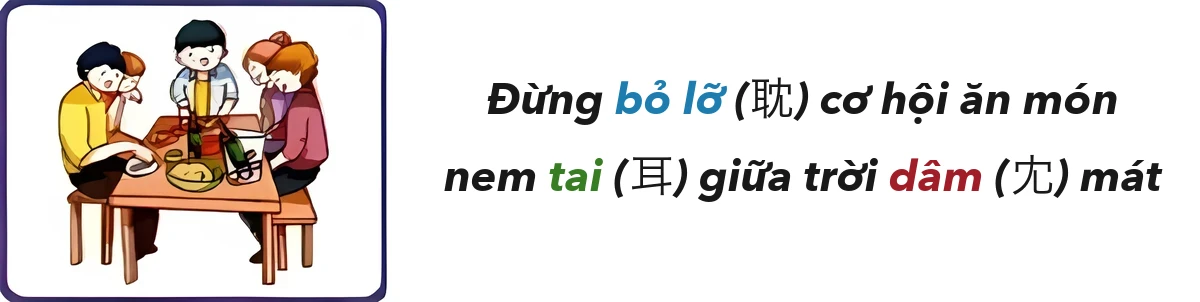 Đừng bỏ lỡ (耽) cơ hội ăn món
nem tai (耳) giữa trời dâm (冘) mát